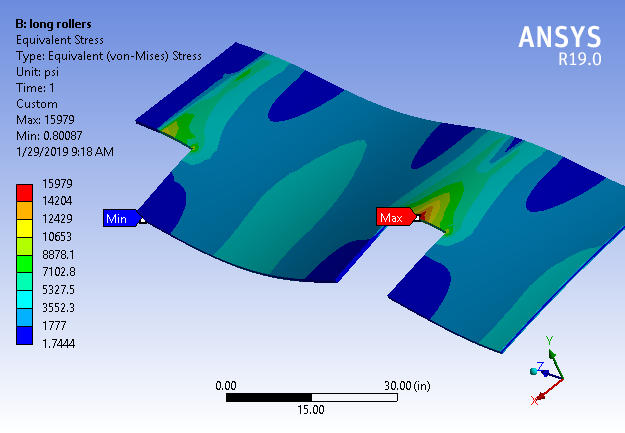 B: long rollers
Equivalent Stress
Type: Equivalent (von-Mises) Stress
Unit: psi
Time: 1
Custom
Max: 15979
Min: 0.80087
1/29/2019 9:18 AM
ANSYS
R19.0
15979
14204
12429
10653
8878.1
7102.8
5327.5
3552.3
1777
1.7444
Min
Max
0.00
30.00 (in)
15.00
Y
Z
X